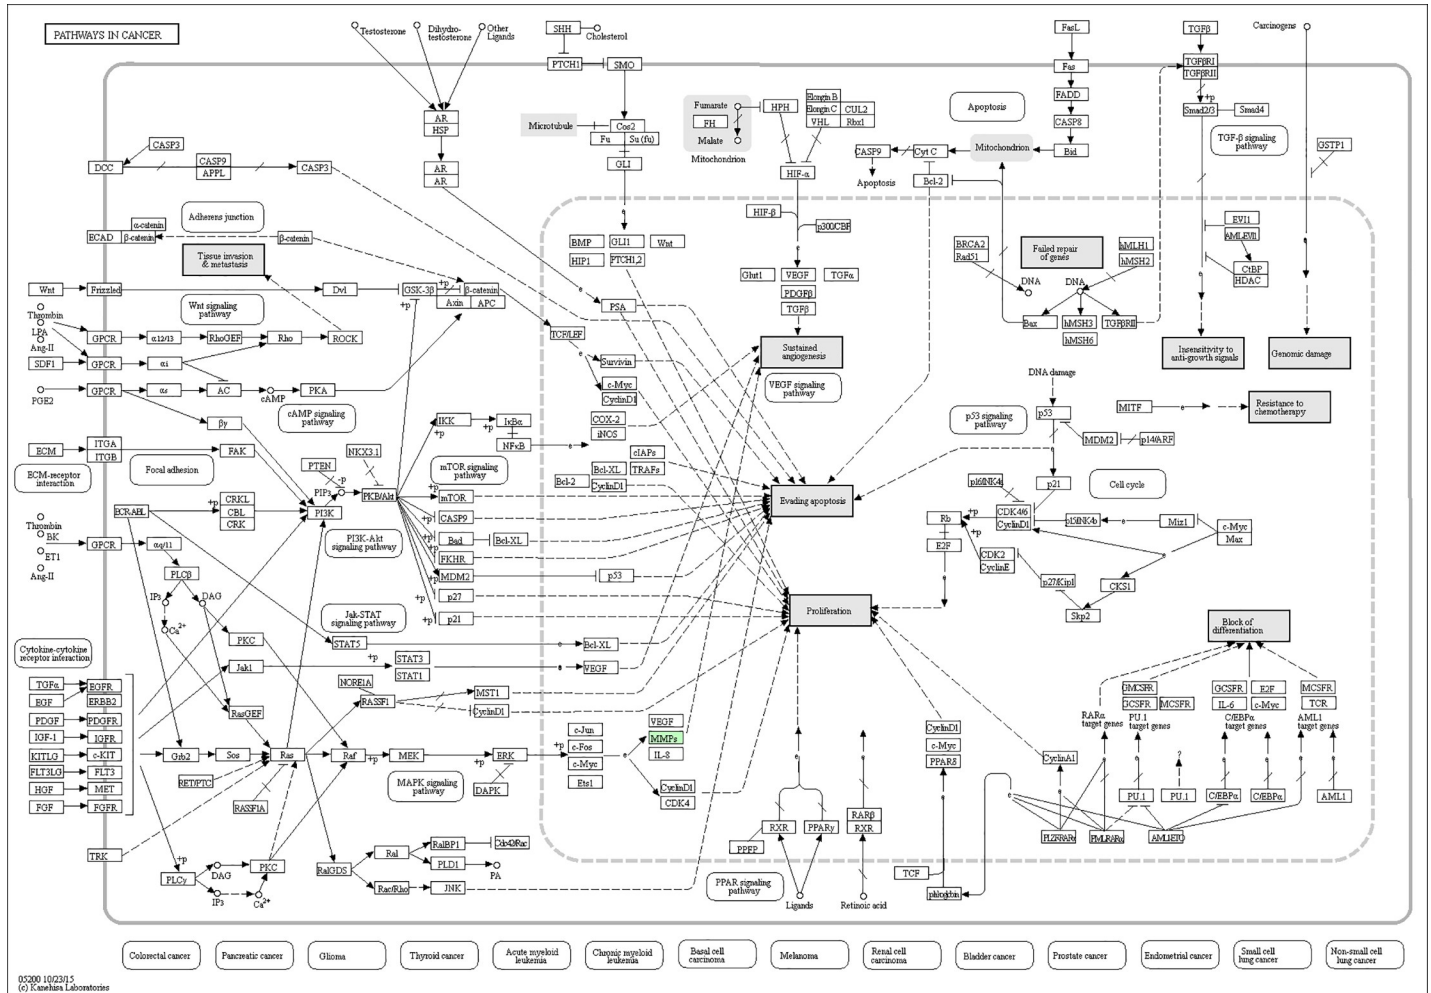 PATHWAYS IN CANCER
Testosterone
Dihydro-
testosterone
Other
Ligands
SHH
Cholesterol
PTCH1
SMO
FasL
Fas
FADD
CASP8
Bid
TGFβ
TGFβRI
TGFβRII
+p
Smad2/3
Smad4
Carcinogens
GSTP1
TGF-β signaling
pathway
Apoptosis
AR
HSP
AR
AR
Microtubule
Cos2
Fu
Su (fu)
GLI
Fumarate
FH
Malate
Mitochondrion
HPH
Elongin B
Elongin C
CUL2
VHL
Rbx1
HIF-α
CASP9
Cyt C
Mitochondrion
Apoptosis
Bcl-2
CASP3
DCC
CASP9
APPL
CASP3
Adherens junction
α-catenin
ECAD
β-catenin
β-catenin
Tissue invasion
& metastasis
HIF-β
p300/CBP
BMP
GLI1
Wnt
HIP1
PTCH1,2
Glut1
VEGF
TGFα
PDGFβ
TGFβ
BRCA2
Rad51
DNA
Failed repair
of genes
hMLH1
hMSH2
DNA
Bax
hMSH3
TGFβRII
hMSH6
EVI1
AML-EVI1
CtBP
HDAC
Insensitivity to
anti-growth signals
Genomic damage
Wnt
Frizzled
Dvl
GSK-3β
+p
β-catenin
Axin
APC
+p
Wnt signaling
pathway
Thrombin
LPA
Ang-II
GPCR
α12/13
RhoGEF
Rho
ROCK
SDF1
GPCR
αi
PGE2
GPCR
αs
AC
cAMP
PKA
cAMP signaling
pathway
βγ
PSA
TCF/LEF
Survivin
c-Myc
CyclinD1
Sustained
angiogenesis
VEGF signaling
pathway
COX-2
iNOS
IKK
+p
IκBα
+p
NFκB
ECM
ITGA
ITGB
FAK
ECM-receptor
interaction
Focal adhesion
PTEN
NKX3.1
-p
PIP3
PI3K
PKB/Akt
mTOR signaling
pathway
PI3K-Akt
signaling pathway
cIAPs
Bcl-XL
TRAFs
Bcl-2
CyclinD1
Evading apoptosis
mTOR
CASP9
Bad
Bcl-XL
FKHR
MDM2
p53
p27
p21
DNA damage
p53 signaling
pathway
p53
MDM2
p14/ARF
p21
MITF
Resistance to
chemotherapy
Cell cycle
p16/INK4a
CDK4/6
CyclinD1
p15/INK4b
Miz1
c-Myc
Max
Rb
+p
+p
E2F
CDK2
CyclinE
p27/Kip1
CKS1
Skp2
BCR-ABL
CRKL
CBL
CRK
Thrombin
BK
ET1
Ang-II
GPCR
αq/11
PLCβ
IP3
DAG
Ca2+
PKC
Jak-STAT
signaling pathway
STAT5
Bcl-XL
Proliferation
Block of
differentiation
Cytokine-cytokine
receptor interaction
Jak1
+p
STAT3
STAT1
VEGF
TGFα
EGFR
EGF
ERBB2
PDGF
PDGFR
IGF-1
IGFR
KITLG
c-KIT
FLT3LG
FLT3
HGF
MET
FGF
FGFR
TRK
RasGEF
NORE1A
RASSF1
MST1
CyclinD1
Grb2
Sos
Ras
Raf
+p
MEK
+p
ERK
+p
RET/PTC
RASSF1A
MAPK signaling
pathway
DAPK
c-Jun
c-Fos
c-Myc
Ets1
VEGF
MMPs
IL-8
CyclinD1
CDK4
CyclinD1
c-Myc
PPARδ
CyclinA1
RARα
target genes
GMCSFR
GCSFR
MCSFR
PU.1
target genes
GCSFR
E2F
IL-6
c-Myc
C/EBPα
target genes
MCSFR
TCR
AML1
target genes
?
PU.1
PU.1
C/EBPα
C/EBPα
AML1
PLZF-RARα
PML-RARα
AML1-ETO
RXR
PPARγ
PPFP
RARβ
RXR
PPAR signaling
pathway
Ligands
Retinoic acid
TCF
γ-catenin
+p
PLCγ
DAG
IP3
Ca2+
PKC
RalGDS
Ral
RalBP1
Cdc42/Rac
PLD1
PA
Rac/Rho
JNK
Colorectal cancer
Pancreatic cancer
Glioma
Thyroid cancer
Acute myeloid
leukemia
Chronic myeloid
leukemia
Basal cell
carcinoma
Melanoma
Renal cell
carcinoma
Bladder cancer
Prostate cancer
Endometrial cancer
Small cell
lung cancer
Non-small cell
lung cancer
05200 10/23/15
(c) Kanehisa Laboratories